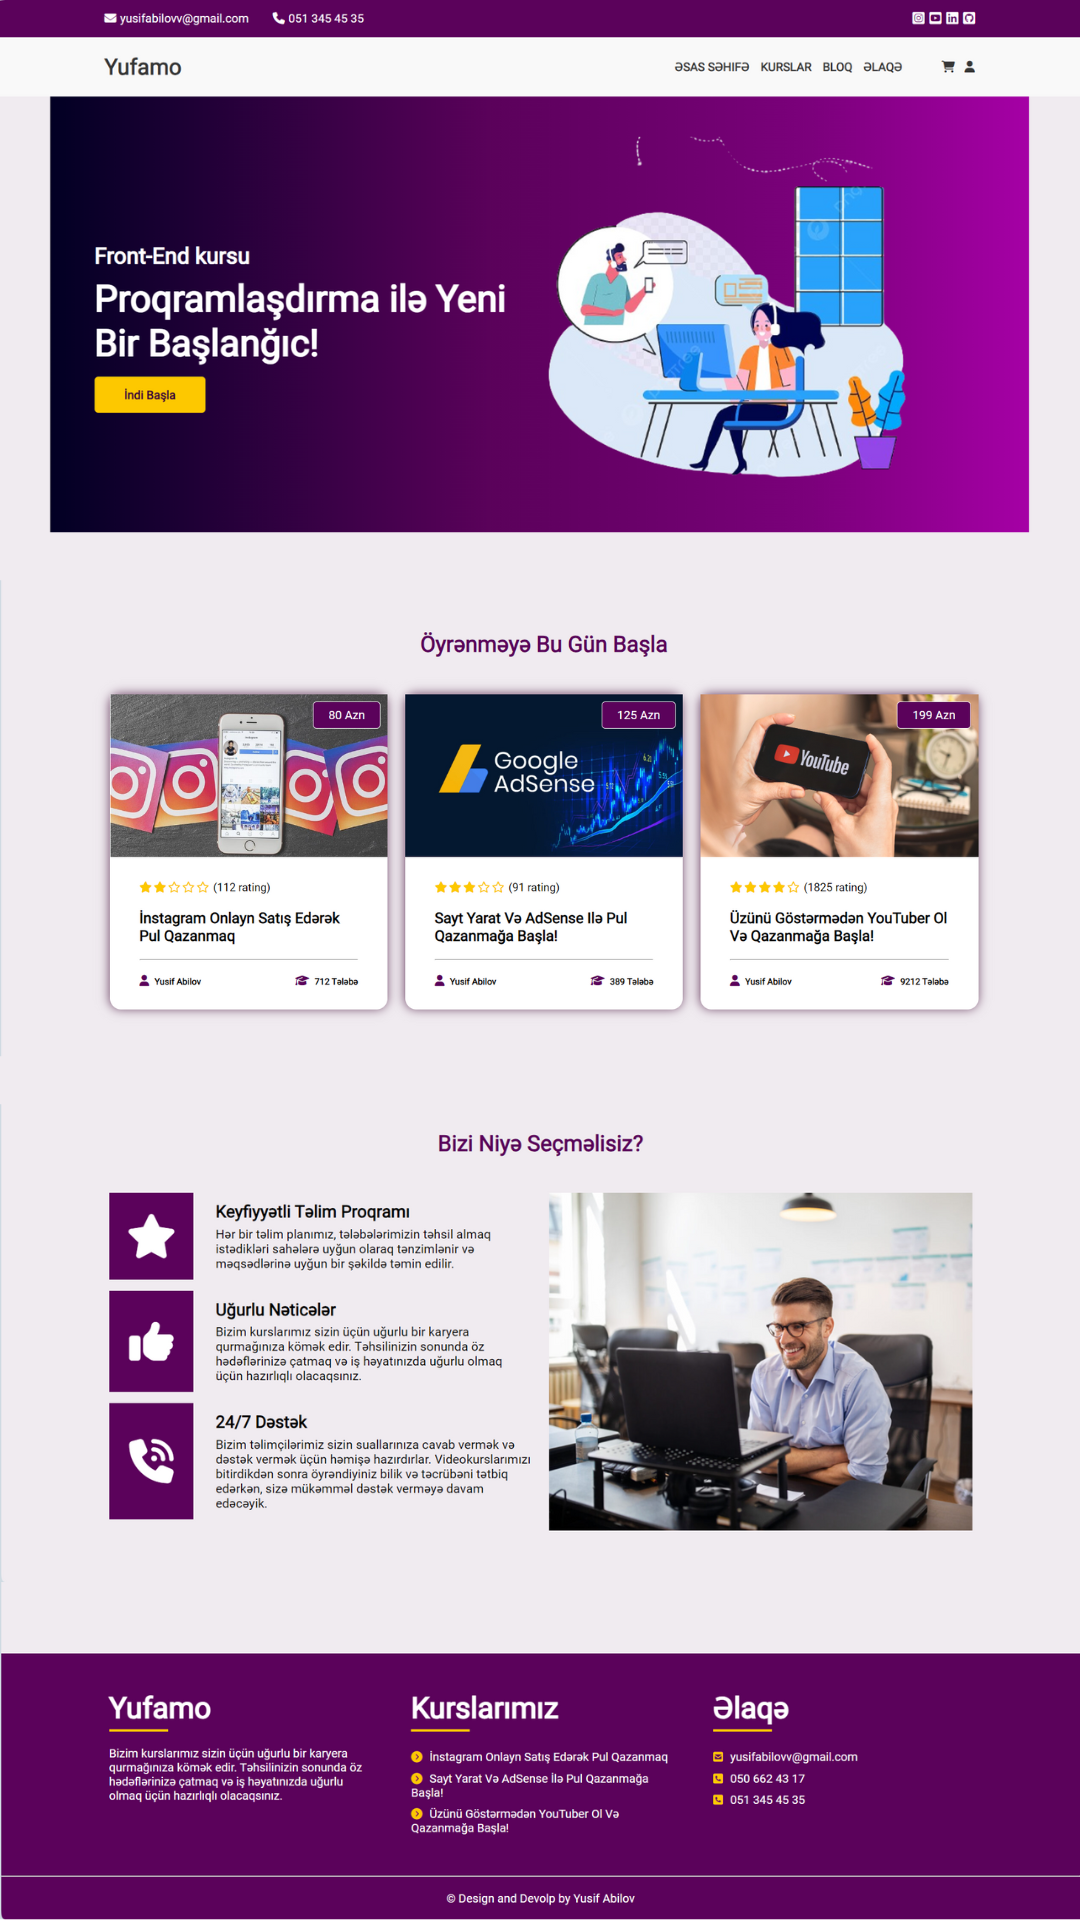 yusifabilovv@gmail.com 051 345 45 35
Yufamo
ƏSAS SƏHIFƏ KURSLAR BLOQ ƏLAQƏ
Front-End kursu
Proqramlaşdırma ilə Yeni
Bir Başlanğıc!
İndi Başla
Öyrənməyə Bu Gün Başla
80 Azn
125 Azn
199 Azn
Google
AdSense
YouTube
(112 rating)
İnstagram Onlayn Satış Edərək
Pul Qazanmaq
Yusif Abilov 712 Tələbə
(91 rating)
Sayt Yarat Və AdSense Ilə Pul
Qazanmağa Başla!
Yusif Abilov 389 Tələbə
(1825 rating)
Üzünü Göstərmədən YouTuber Ol
Və Qazanmağa Başla!
Yusif Abilov 9212 Tələbə
Bizi Niyə Seçməlisiz?
Keyfiyyətli Təlim Proqramı
Hər bir təlim planımız, tələbələrimizin təhsil almaq
istədikləri sahələrə uyğun olaraq tənzimlənir və
məqsədlərinə uyğun bir şəkildə təmin edilir.
Uğurlu Nəticələr
Bizim kurslarımız sizin üçün uğurlu bir karyera
qurmağınıza kömək edir. Təhsilinizin sonunda öz
hədəflərinizə çatmaq və iş həyatınızda uğurlu olmaq
üçün hazırlıqlı olacaqsınız.
24/7 Dəstək
Bizim təlimçilərimiz sizin suallarınıza cavab vermək və
dəstək vermək üçün həmişə hazırdırlar. Videokurslarımızı
bitirdikdən sonra öyrəndiyiniz bilik və təcrübəni tətbiq
edərkən, sizə mükəmməl dəstək verməyə davam
edəcəyik.
Yufamo
Bizim kurslarımız sizin üçün uğurlu bir karyera
qurmağınıza kömək edir. Təhsilinizin sonunda öz
hədəflərinizə çatmaq və iş həyatınızda uğurlu
olmaq üçün hazırlıqlı olacaqsınız.
Kurslarımız
İnstagram Onlayn Satış Edərək Pul Qazanmaq
Sayt Yarat Və AdSense İlə Pul Qazanmağa
Başla!
Üzünü Göstərmədən YouTuber Ol Və
Qazanmağa Başla!
Əlaqə
yusifabilovv@gmail.com
050 662 43 17
051 345 45 35
© Design and Devolp by Yusif Abilov